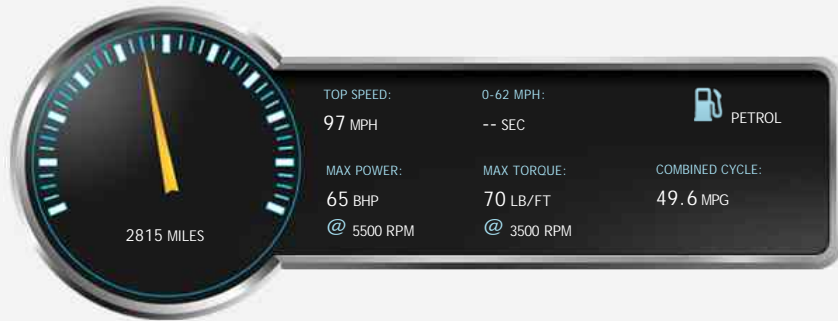 TOP SPEED:
97 MPH
0-62 MPH:
-- SEC
PETROL
MAX POWER:
65 BHP
@ 5500 RPM
MAX TORQUE:
70 LB/FT
@ 3500 RPM
COMBINED CYCLE:
49.6 MPG
2815 MILES